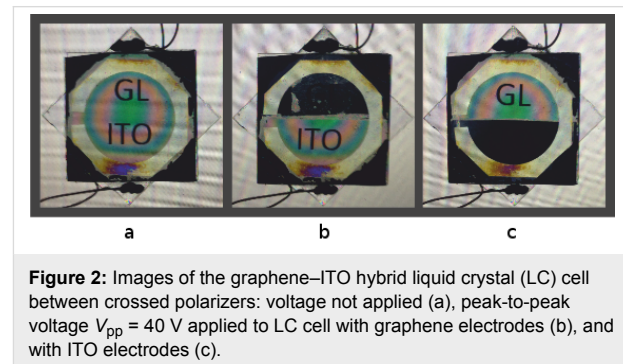 GL
ITO
ITO
GL
a b c
Figure 2: Images of the graphene–ITO hybrid liquid crystal (LC) cell
between crossed polarizers: voltage not applied (a), peak-to-peak
voltage Vpp = 40 V applied to LC cell with graphene electrodes (b), and
with ITO electrodes (c).